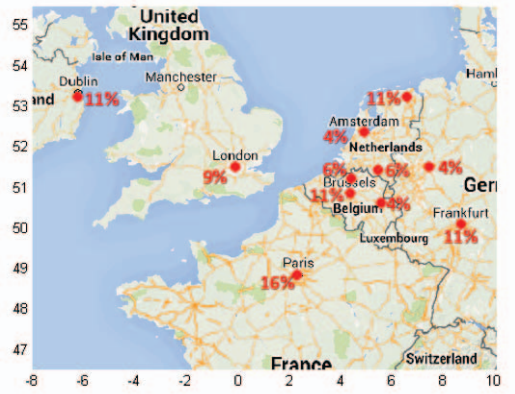 55
54
53
52
51
50
49
48
47
-8
-6
-4
-2
0
2
4
6
8
10
United
Kingdom
Isle of Man
Manchester
Dublin
nd
11%
London
9%
Haml
11%
Amsterdam
4%
Netherlands
6%
6%
4%
Brussels
11%
4%
Belgium
Ger
Frankfurt
11%
Luxembourg
Paris
16%
France
Switzerland